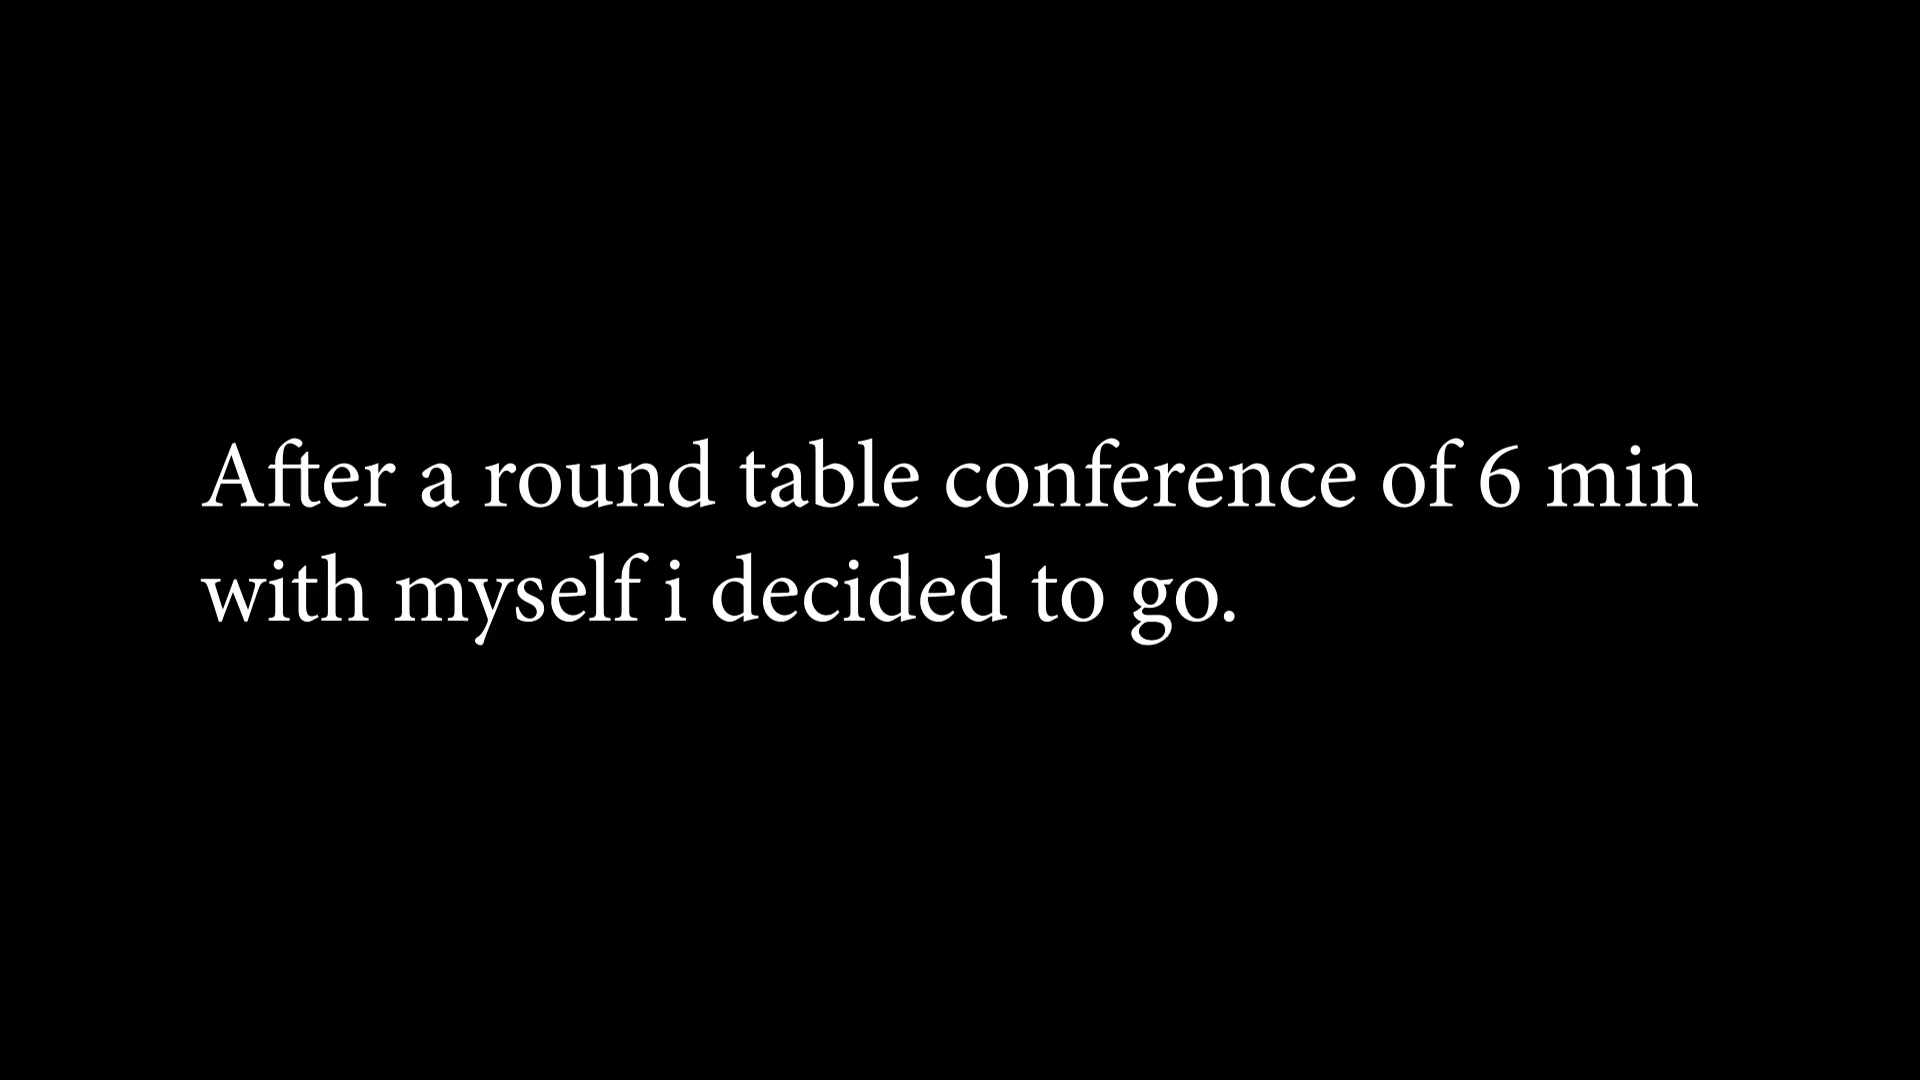 After a round table conference of 6 min
with myself i decided to go.